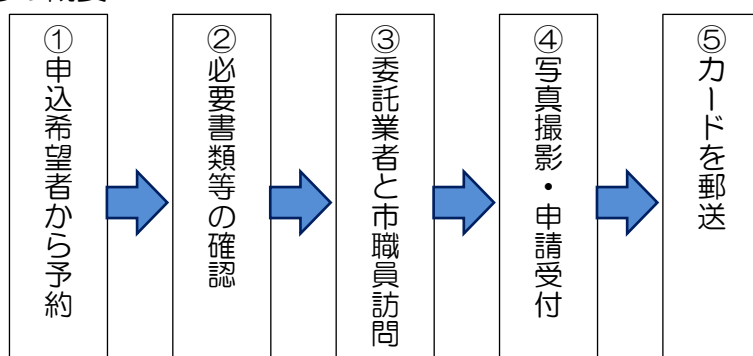 ①申込希望者から予約
②必要書類等の確認
③委託業者と市職員訪問
④写真撮影・申請受付
⑤カードを郵送